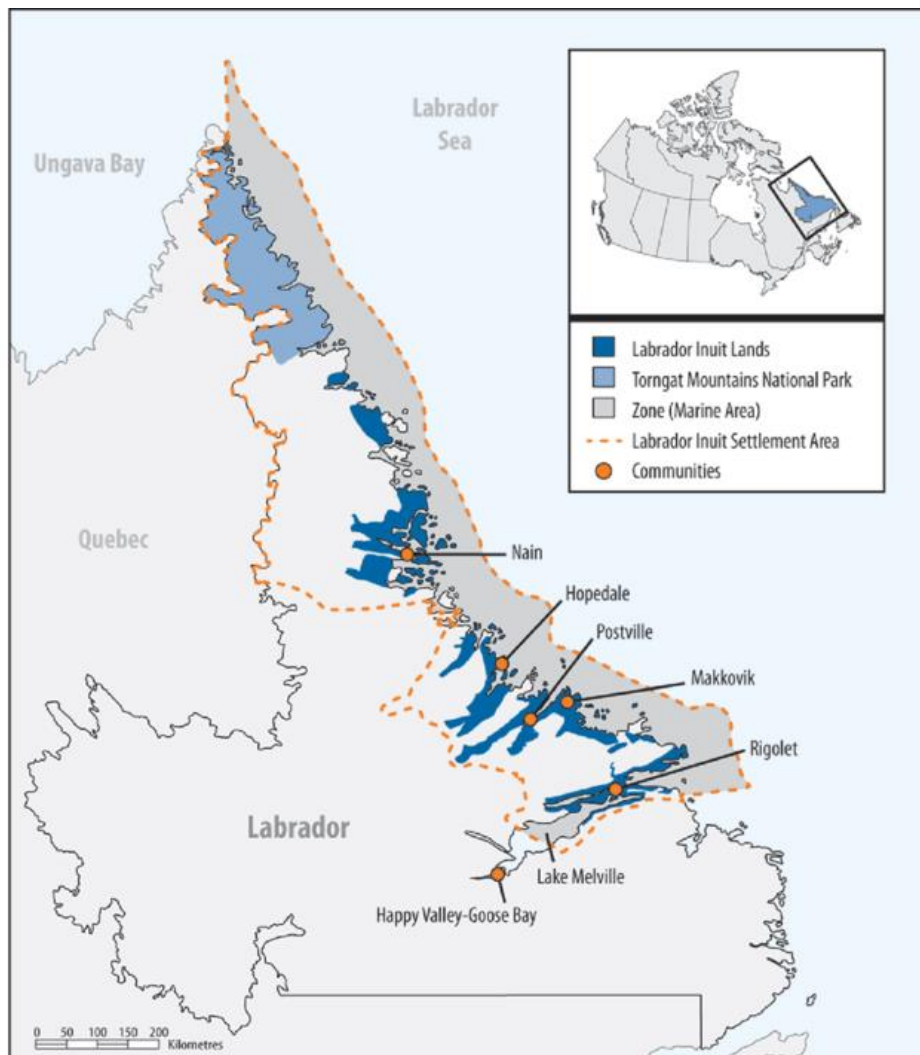 Labrador
Sea
Ungava Bay
Quebec
Labrador Inuit Lands
Torngat Mountains National Park
Zone (Marine Area)
Labrador Inuit Settlement Area
Communities
Nain
Hopedale
Postville
Makkovik
Rigolet
Labrador
Lake Melville
Happy Valley-Goose Bay
0 50 100 150 200
Kilometres